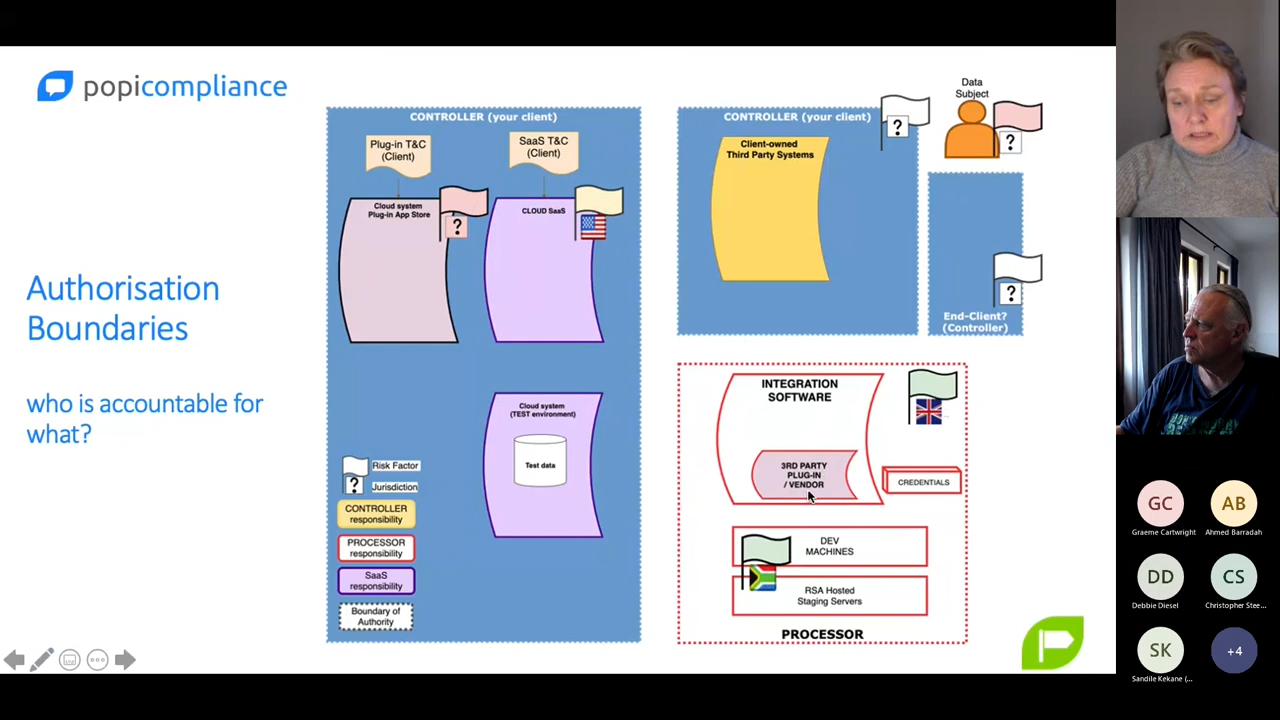 popicompliance
Authorisation
Boundaries
who is accountable for
what?
CONTROLLER (your client)
Plug-in T&C
(Client)
SaaS T&C
(Client)
Cloud system
Plug-in App Store
?
CLOUD SaaS
Cloud system
(TEST environment)
Test data
Risk Factor
?
Jurisdiction
CONTROLLER
responsibility
PROCESSOR
responsibility
SaaS
responsibility
Boundary of
Authority
CONTROLLER (your client)
?
Client-owned
Third Party Systems
Data
Subject
?
?
End-Client?
(Controller)
INTEGRATION
SOFTWARE
3RD PARTY
PLUG-IN
/ VENDOR
CREDENTIALS
DEV
MACHINES
RSA Hosted
Staging Servers
PROCESSOR
GC
Graeme Cartwright
AB
Ahmed Barradah
DD
Debbie Diesel
CS
Christopher Stee...
SK
Sandile Kekane (...
+4